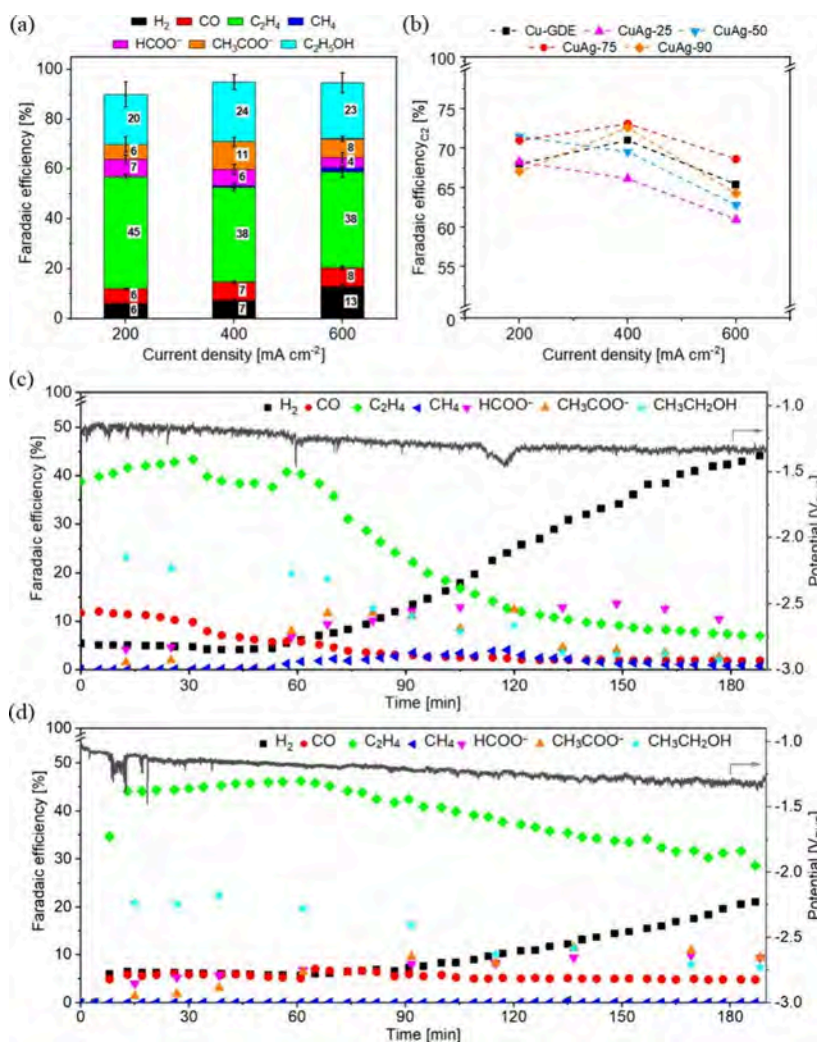 (a)
H₂ CO C₂H₄ CH₄
HCOO⁻ CH₃COO⁻ C₂H₅OH
Faradaic efficiency [%]
100
80
60
40
20
0
20
6
7
45
6
6
24
11
6
38
7
7
23
8
4
38
8
13
200 400 600
Current density [mA cm⁻²]
(b)
Cu-GDE CuAg-25 CuAg-50
CuAg-75 CuAg-90
Faradaic efficiency_C2 [%]
100
75
70
65
60
55
0
200 400 600
Current density [mA cm⁻²]
(c)
H₂ CO C₂H₄ CH₄ HCOO⁻ CH₃COO⁻ CH₃CH₂OH
Faradaic efficiency [%]
100
50
40
30
20
10
0
-1.0
-1.5
-2.0
-2.5
-3.0
Potential [V
0 30 60 90 120 150 180
Time [min]
(d)
H₂ CO C₂H₄ CH₄ HCOO⁻ CH₃COO⁻ CH₃CH₂OH
Faradaic efficiency [%]
100
50
40
30
20
10
0
-1.0
-1.5
-2.0
-2.5
-3.0
Potential [V
0 30 60 90 120 150 180
Time [min]